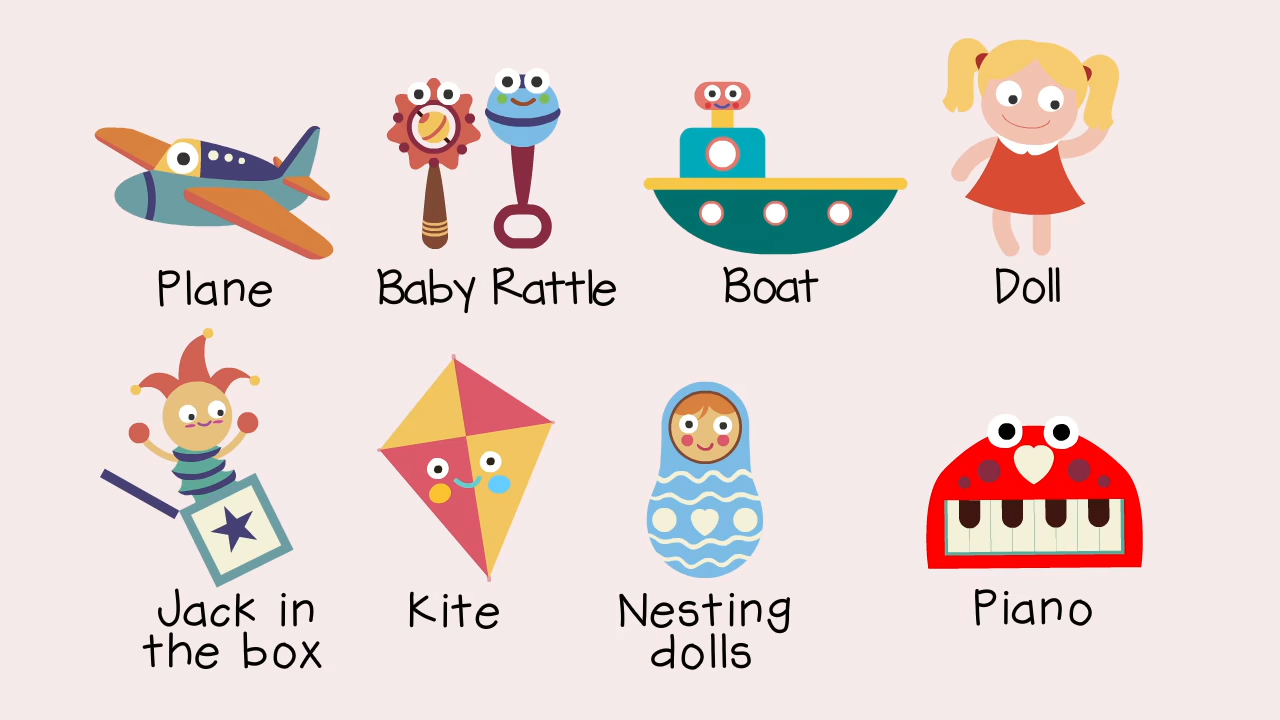 Plane
Baby Rattle
Boat
Doll
Jack in
the box
Kite
Nesting
dolls
Piano